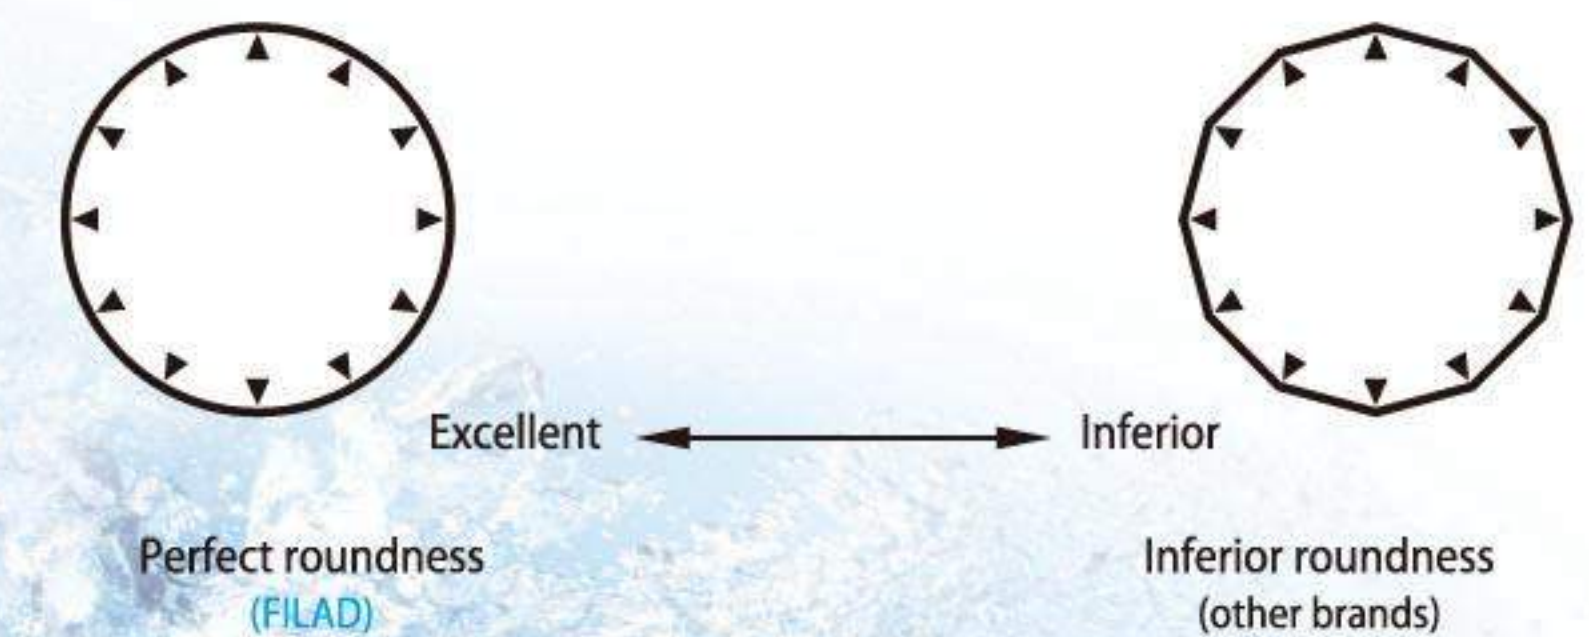 Excellent
Inferior
Perfect roundness
(FILAD)
Inferior roundness
(other brands)